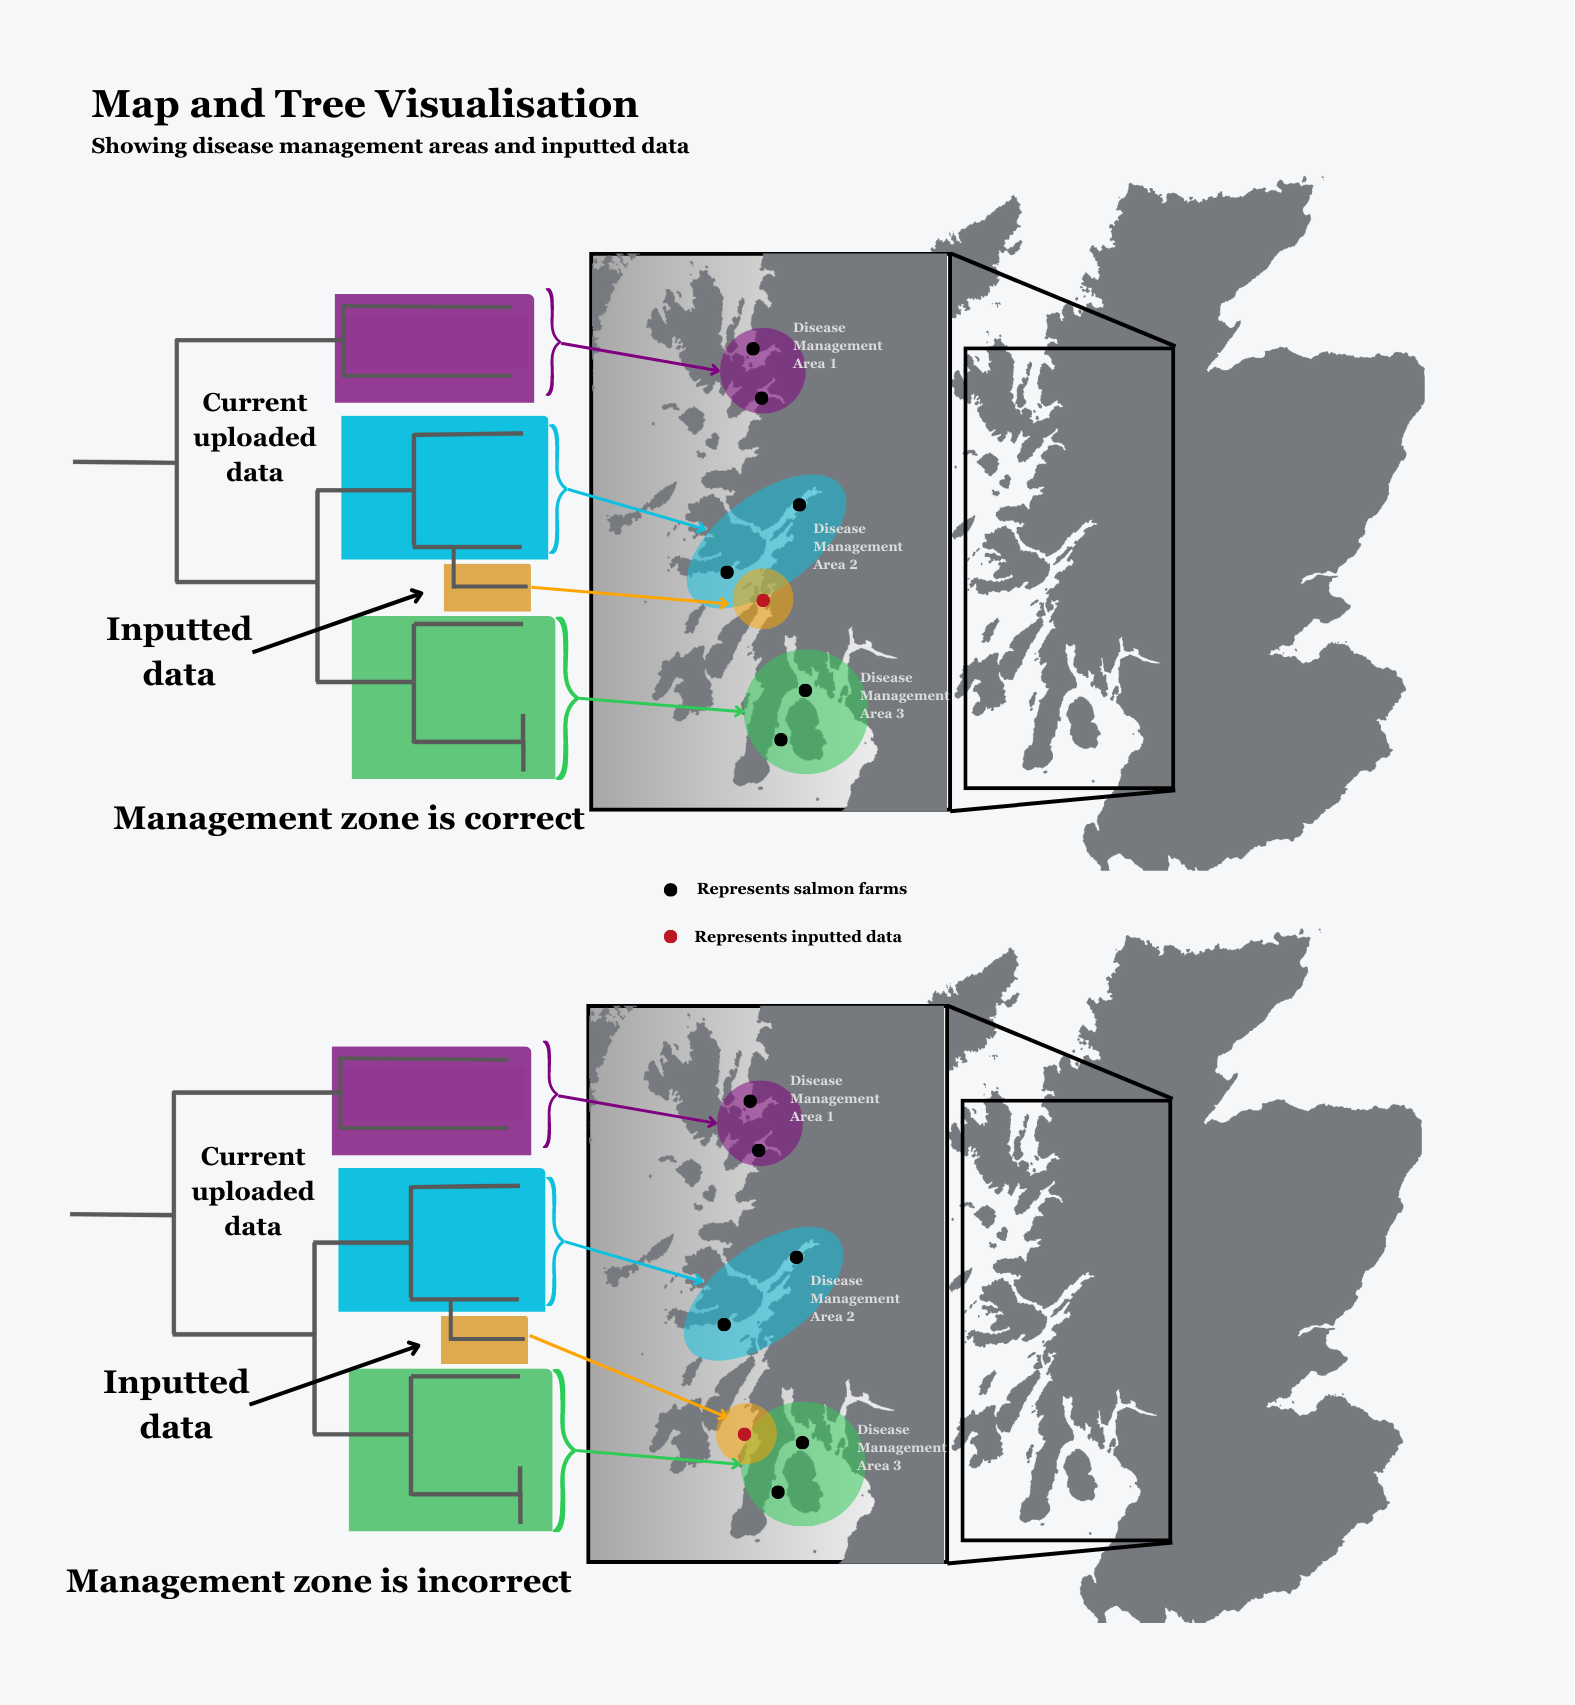 Map and Tree Visualisation
Showing disease management areas and inputted data
Disease
Management
Area 1
Current
uploaded
data
Disease
Management
Area 2
Inputted
data
Disease
Management
Area 3
Management zone is correct
Represents salmon farms
Represents inputted data
Disease
Management
Area 1
Current
uploaded
data
Disease
Management
Area 2
Inputted
data
Disease
Management
Area 3
Management zone is incorrect